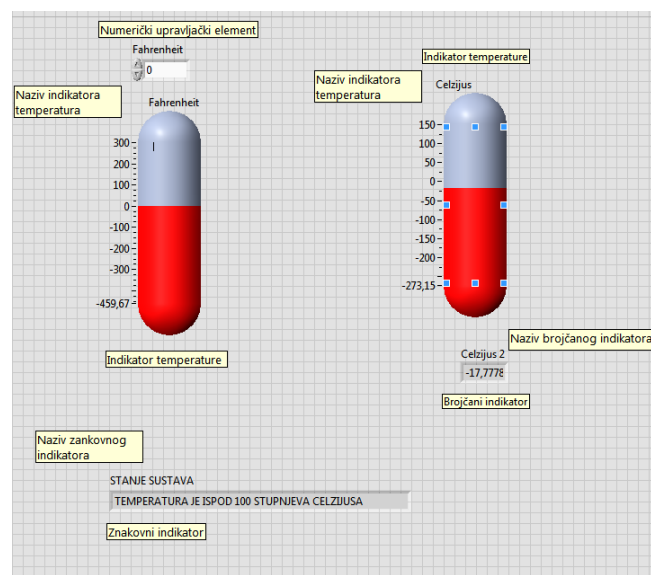 Numerički upravljački element
Fahrenheit
0
Naziv indikatora
temperatura
Fahrenheit
300
200
100
0
-100
-200
-300
-459,67
Indikator temperature
Indikator temperature
Naziv indikatora
temperatura
Celzijus
150
100
50
0
-50
-100
-150
-200
-273,15
Naziv brojčanog indikatora
Celzijus 2
-17,7778
Brojčani indikator
Naziv zankovnog
indikatora
STANJE SUSTAVA
TEMPERATURA JE ISPOD 100 STUPNJEVA CELZIJUSA
Znakovni indikator